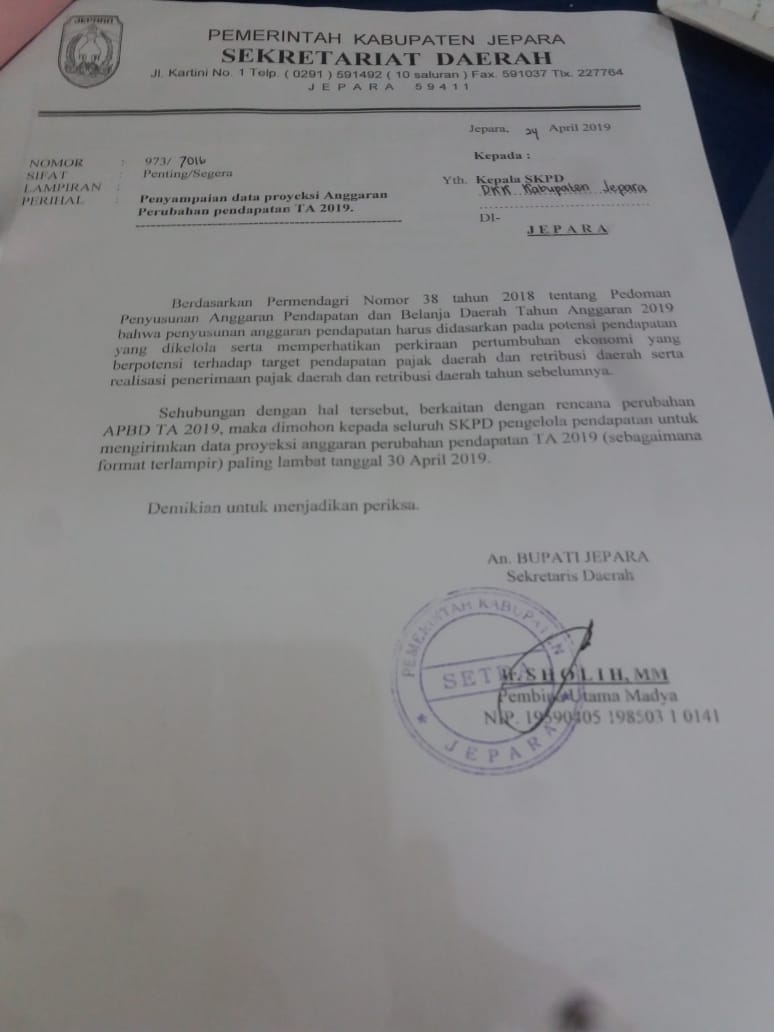 JEPARA
PEMERINTAH KABUPATEN JEPARA
SEKRETARIAT DAERAH
Jl. Kartini No. 1 Telp. ( 0291 ) 591492 ( 10 saluran ) Fax. 591037 Tlx. 227764
J E P A R A 5 9 4 1 1
Jepara, 24 April 2019
NOMOR : 973/ 7016
SIFAT : Penting/Segera
LAMPIRAN :
PERIHAL : Penyampaian data proyeksi Anggaran
Perubahan pendapatan TA 2019.
Kepada :
Yth. Kepala SKPD
DKK Kabupaten Jepara
DI-
J E P A R A
Berdasarkan Permendagri Nomor 38 tahun 2018 tentang Pedoman
Penyusunan Anggaran Pendapatan dan Belanja Daerah Tahun Anggaran 2019
bahwa penyusunan anggaran pendapatan harus didasarkan pada potensi pendapatan
yang dikelola serta memperhatikan perkiraan pertumbuhan ekonomi yang
berpotensi terhadap target pendapatan pajak daerah dan retribusi daerah serta
realisasi penerimaan pajak daerah dan retribusi daerah tahun sebelumnya.
Sehubungan dengan hal tersebut, berkaitan dengan rencana perubahan
APBD TA 2019, maka dimohon kepada seluruh SKPD pengelola pendapatan untuk
mengirimkan data proyeksi anggaran perubahan pendapatan TA 2019 (sebagaimana
format terlampir) paling lambat tanggal 30 April 2019.
Demikian untuk menjadikan periksa.
An. BUPATI JEPARA
Sekretaris Daerah
PEMERINTAH KABUPATEN
SETDA
JEPARA
Ir. S H O L I H, MM
Pembina Utama Madya
NIP. 19590405 198503 1 0141